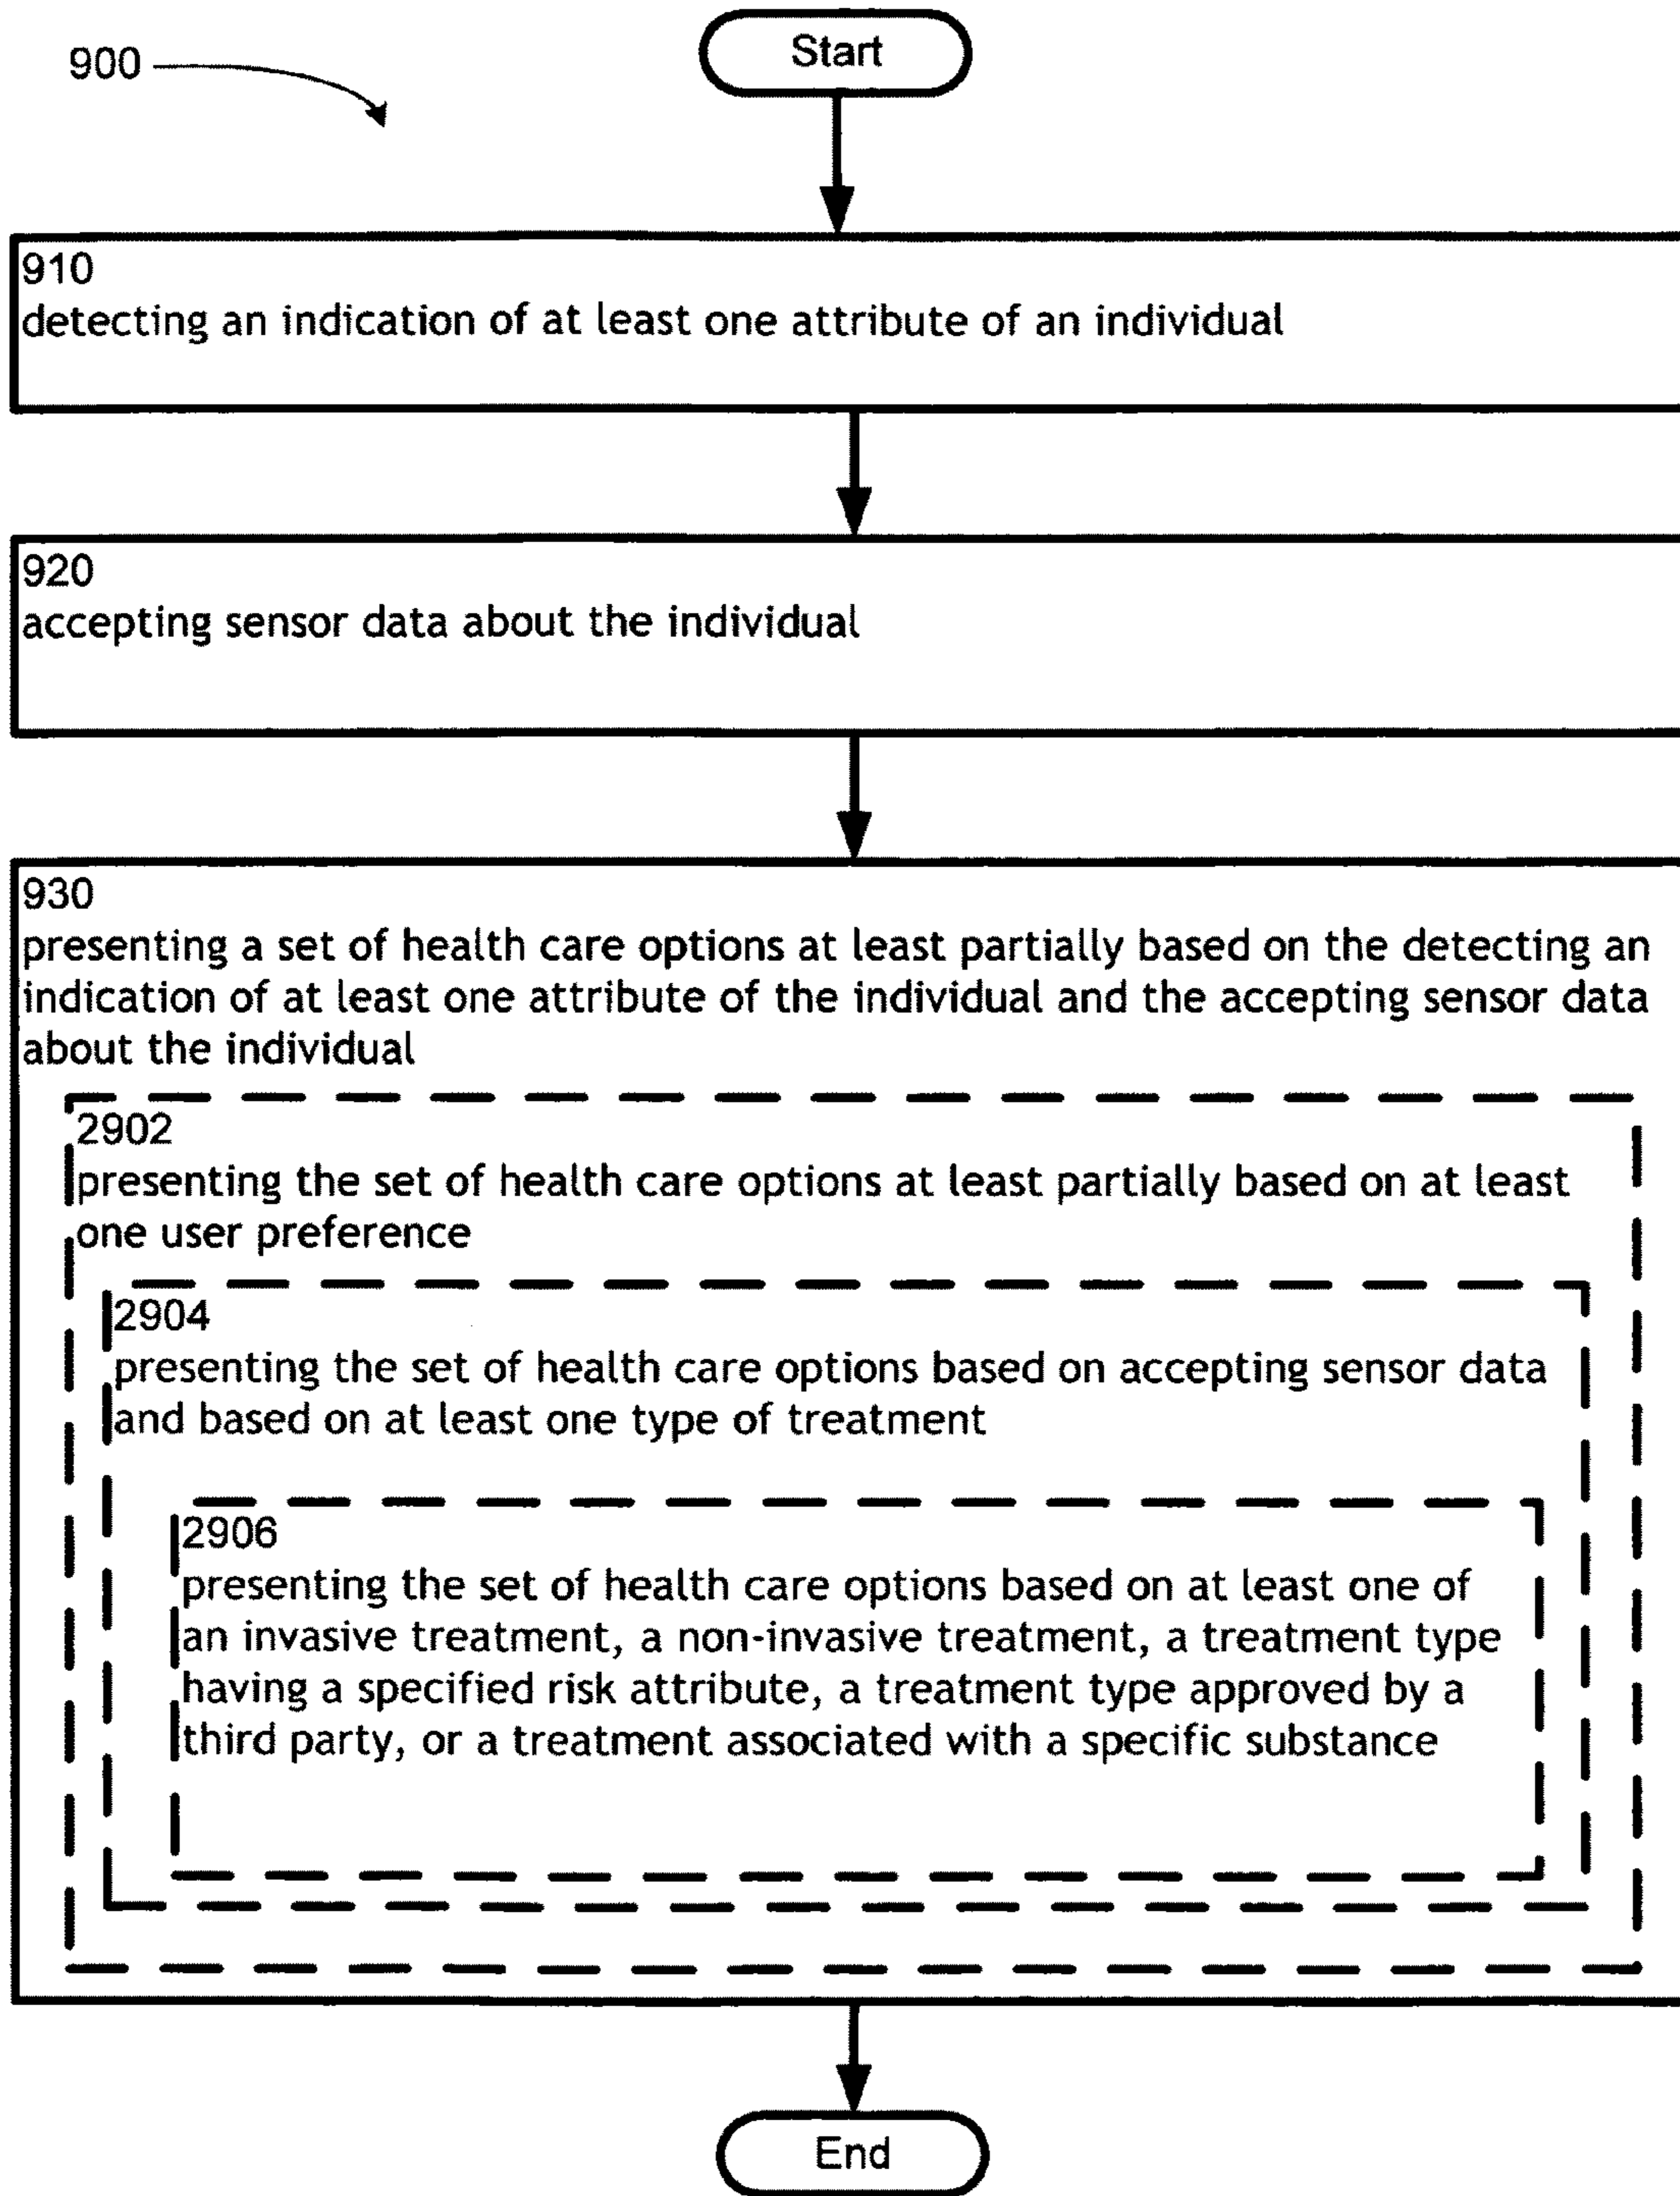 900
Start
910
detecting an indication of at least one attribute of an individual
920
accepting sensor data about the individual
930
presenting a set of health care options at least partially based on the detecting an
indication of at least one attribute of the individual and the accepting sensor data
about the individual
2902
presenting the set of health care options at least partially based on at least
one user preference
2904
presenting the set of health care options based on accepting sensor data
and based on at least one type of treatment
2906
presenting the set of health care options based on at least one of
an invasive treatment, a non-invasive treatment, a treatment type
having a specified risk attribute, a treatment type approved by a
third party, or a treatment associated with a specific substance
End